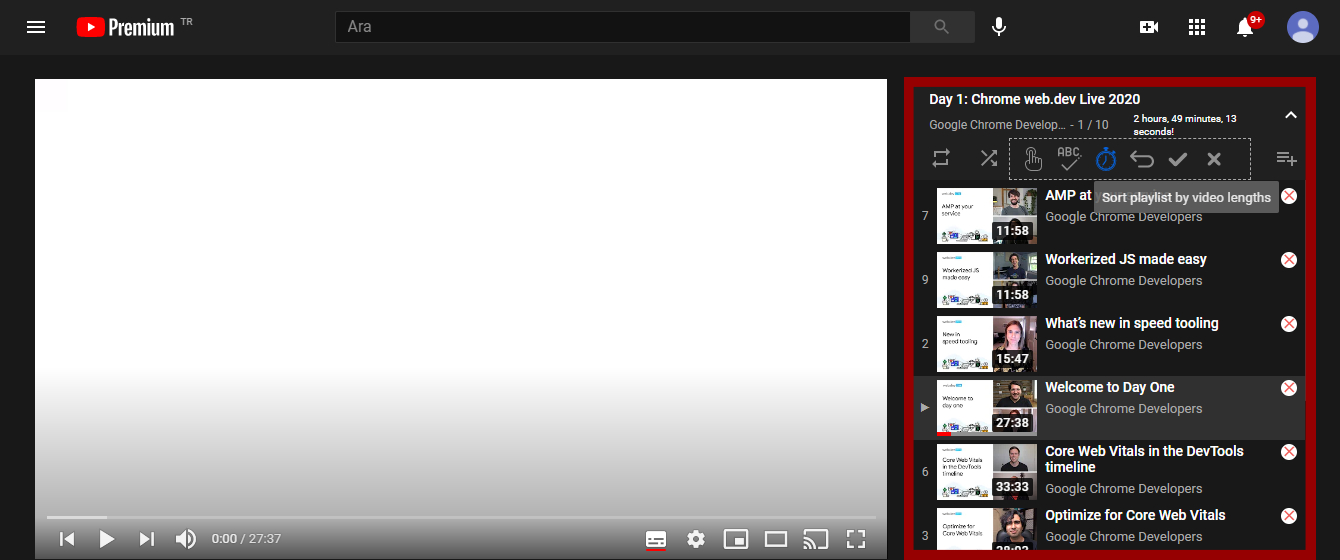 Premium TR
Ara
9+
Day 1: Chrome web.dev Live 2020
Google Chrome Develop... - 1 / 10
2 hours, 49 minutes, 13
seconds!
ABC
Sort playlist by video lengths
7
AMP at your
service
11:58
AMP at
Google Chrome Developers
9
Workerized JS
made easy
11:58
Workerized JS made easy
Google Chrome Developers
2
New in
speed tooling
15:47
What's new in speed tooling
Google Chrome Developers
Welcome to
day one
27:38
Welcome to Day One
Google Chrome Developers
6
Core Web Vitals
in the DevTools
timeline
33:33
Core Web Vitals in the DevTools
timeline
Google Chrome Developers
3
Optimize for
Core Web Vitals
Optimize for Core Web Vitals
Google Chrome Developers
0:00 / 27:37